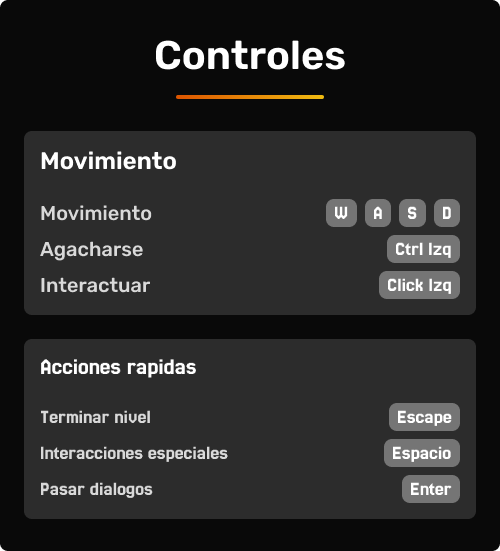 Controles
Movimiento
Movimiento W A S D
Agacharse Ctrl Izq
Interactuar Click Izq
Acciones rapidas
Terminar nivel Escape
Interacciones especiales Espacio
Pasar dialogos Enter